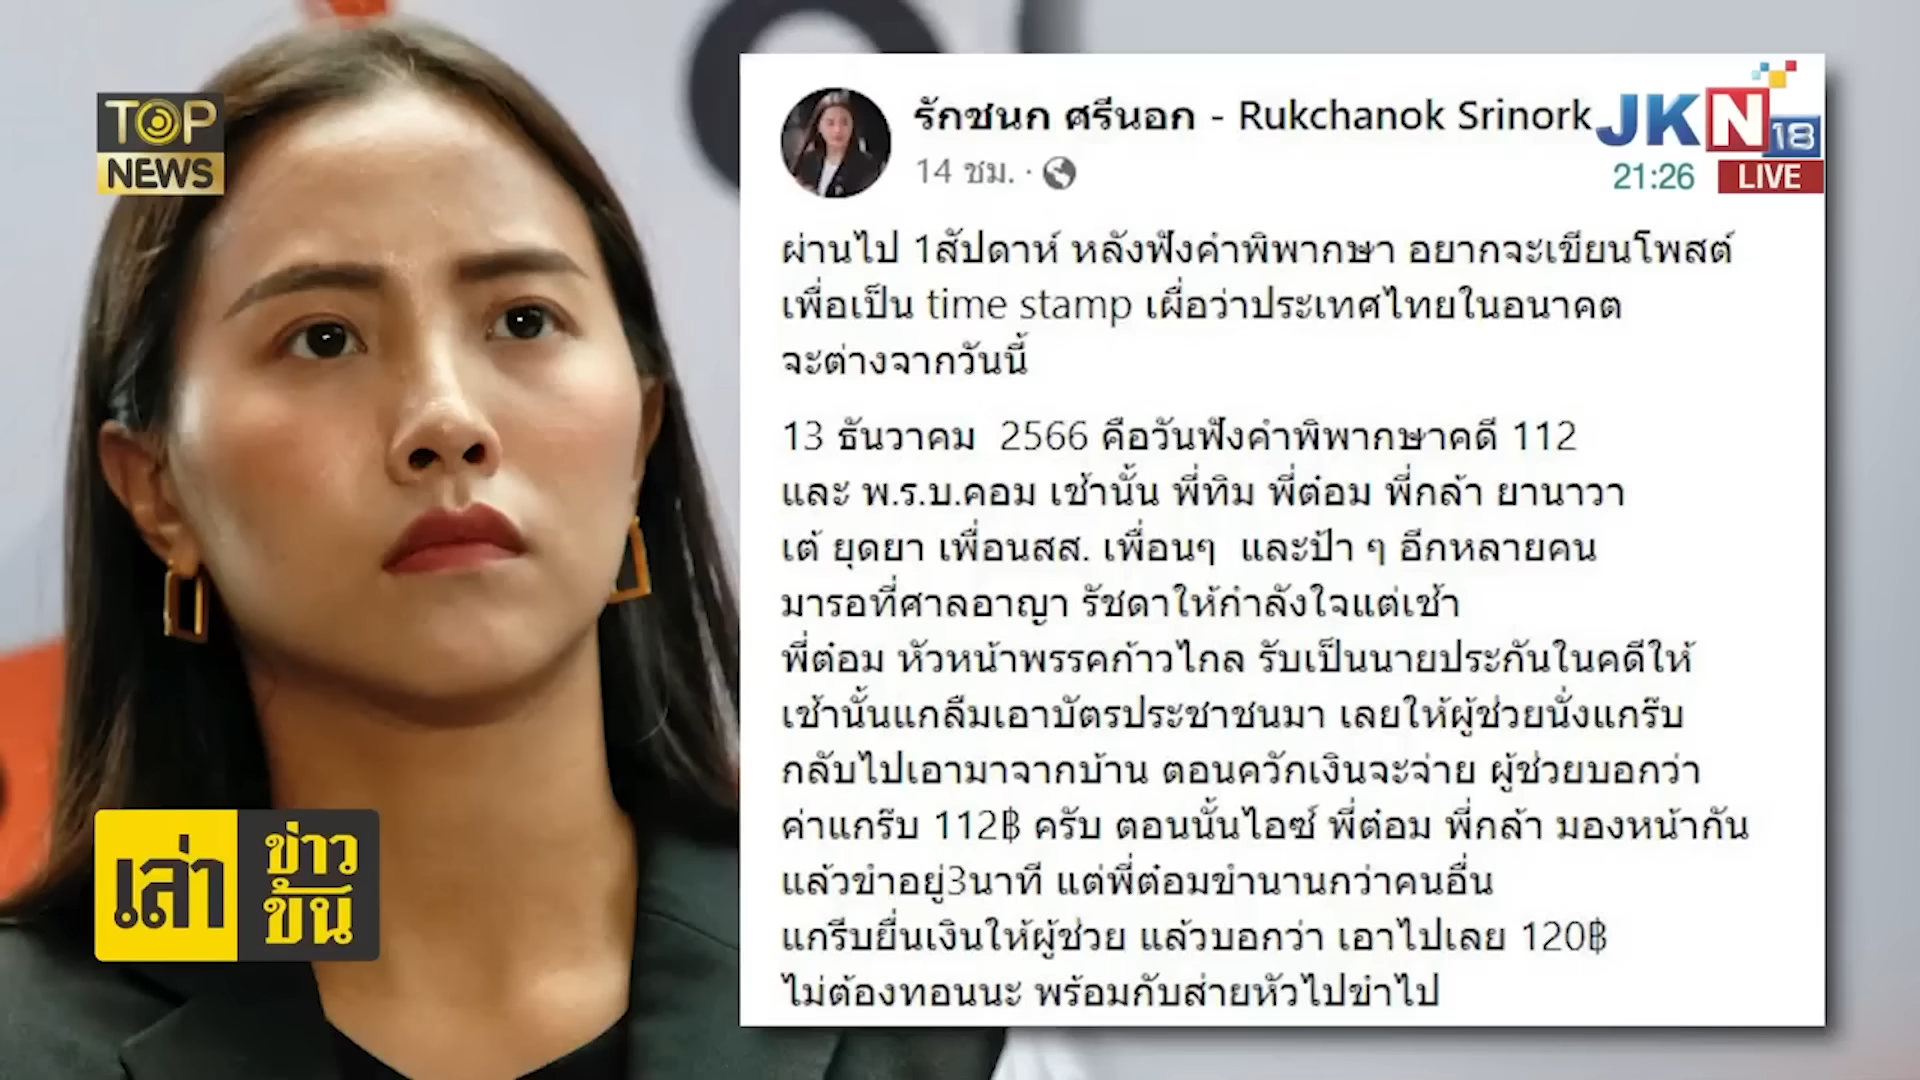 TOP
NEWS
รักชนก ศรีนอก - Rukchanok Srinork
14 ชม. ·
JKN 18
21:26 LIVE
ผ่านไป 1สัปดาห์ หลังฟังคำพิพากษา อยากจะเขียนโพสต์
เพื่อเป็น time stamp เผื่อว่าประเทศไทยในอนาคต
จะต่างจากวันนี้
13 ธันวาคม 2566 คือวันฟังคำพิพากษาคดี 112
และ พ.ร.บ.คอม เช้านั้น พี่ทิม พี่ต๋อม พี่กล้า ยานาวา
เต้ ยุดยา เพื่อนสส. เพื่อนๆ และป้า ๆ อีกหลายคน
มารอที่ศาลอาญา รัชดาให้กำลังใจแต่เช้า
พี่ต๋อม หัวหน้าพรรคก้าวไกล รับเป็นนายประกันในคดีให้
เช้านั้นแกลืมเอาบัตรประชาชนมา เลยให้ผู้ช่วยนั่งแกร๊บ
กลับไปเอามาจากบ้าน ตอนควักเงินจะจ่าย ผู้ช่วยบอกว่า
ค่าแกร๊บ 112฿ ครับ ตอนนั้นไอซ์ พี่ต๋อม พี่กล้า มองหน้ากัน
แล้วขำอยู่3นาที แต่พี่ต๋อมขำนานกว่าคนอื่น
แกรีบยื่นเงินให้ผู้ช่วย แล้วบอกว่า เอาไปเลย 120฿
ไม่ต้องทอนนะ พร้อมกับส่ายหัวไปขำไป
เล่า
ข่าว
ข้น